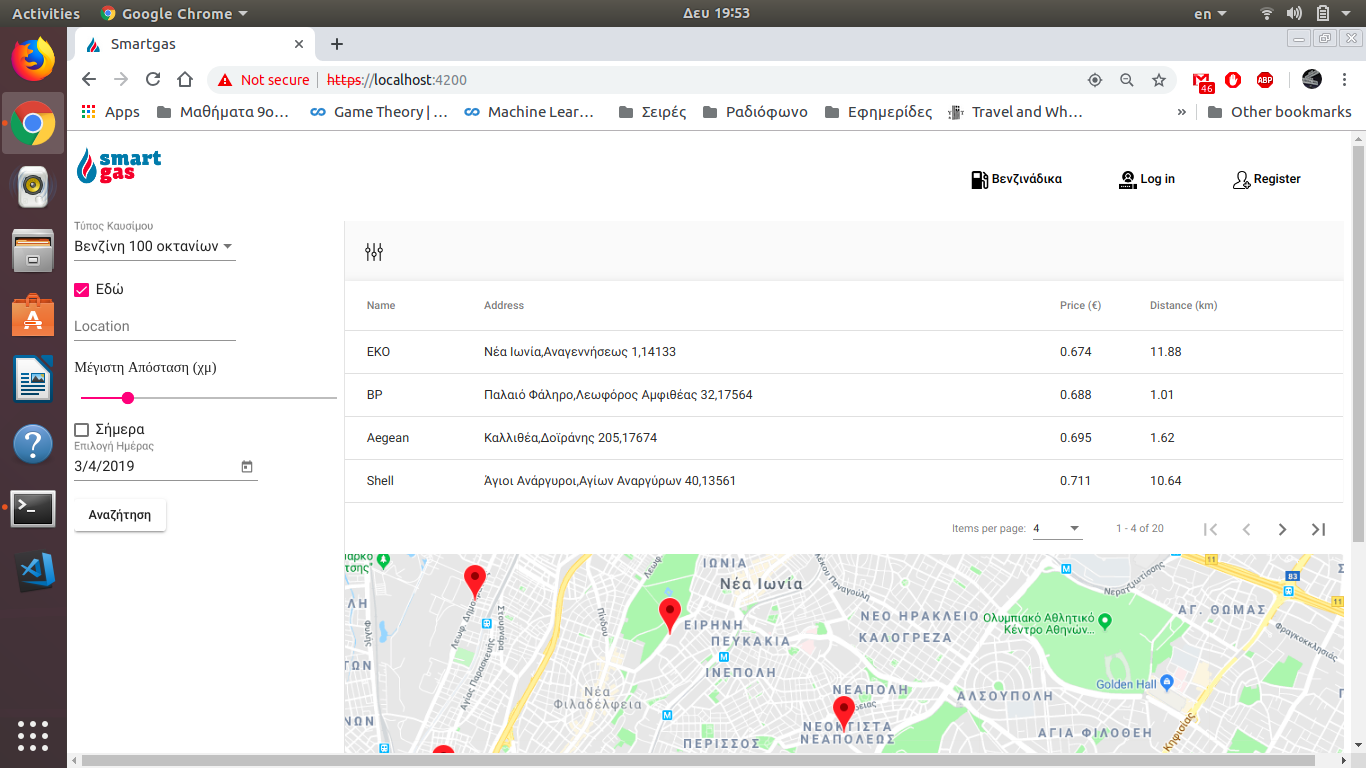 Activities
Google Chrome
Δευ 19:53
en
Smartgas
Not secure
https://localhost:4200
46
ABP
Apps
Μαθήματα 9ο...
Game Theory | ...
Machine Lear...
Σειρές
Ραδιόφωνο
Εφημερίδες
Travel and Wh...
»
Other bookmarks
smart
gas
Βενζινάδικα
Log in
Register
Τύπος Καυσίμου
Βενζίνη 100 οκτανίων
Εδώ
Location
Μέγιστη Απόσταση (χμ)
Σήμερα
Επιλογή Ημέρας
3/4/2019
Αναζήτηση
Name Address Price (€) Distance (km)
EKO Νέα Ιωνία,Αναγεννήσεως 1,14133 0.674 11.88
BP Παλαιό Φάληρο,Λεωφόρος Αμφιθέας 32,17564 0.688 1.01
Aegean Καλλιθέα,Δοϊράνης 205,17674 0.695 1.62
Shell Άγιοι Ανάργυροι,Αγίων Αναργύρων 40,13561 0.711 10.64
Items per page: 4 1 - 4 of 20
ΙΩΝΙΑ
Νέα Ιωνία
ΝΕΟ ΗΡΑΚΛΕΙΟ
ΕΙΡΗΝΗ
ΠΕΥΚΑΚΙΑ
ΚΑΛΟΓΡΕΖΑ
Ολυμπιακό Αθλητικό
Κέντρο Αθηνών...
ΑΓ. ΘΩΜΑΣ
83
11
11
Φραγκοκκλησιάς
Νερατζιωτίσσης
Πίνδου
ΙΝΕΠΟΛΗ
ΝΕΑΠΟΛΗ
ΑΛΣΟΥΠΟΛΗ
Golden Hall
Νέα
Φιλαδέλφεια
ΝΕΟΚΤΙΣΤΑ
ΝΕΑΠΟΛΕΩΣ
ΠΕΡΙΣΣΟΣ
ΑΓΙΑ ΦΙΛΟΘΕΗ
Κηφισίας
Αγίας Παρασκευής